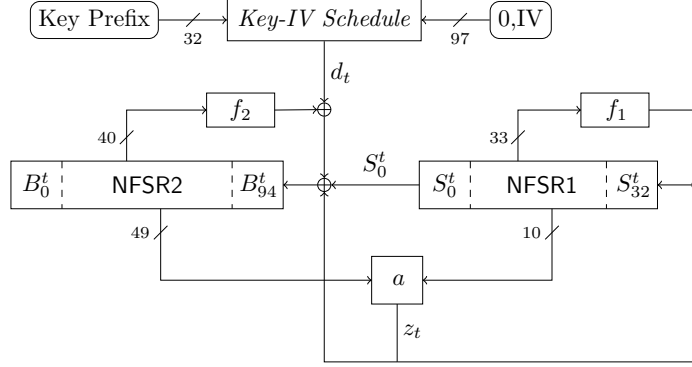 Key Prefix
32
Key-IV Schedule
97
0,IV
d_t
f_2
f_1
40
33
B_0^t
NFSR2
B_94^t
S_0^t
S_0^t
NFSR1
S_32^t
49
10
a
z_t